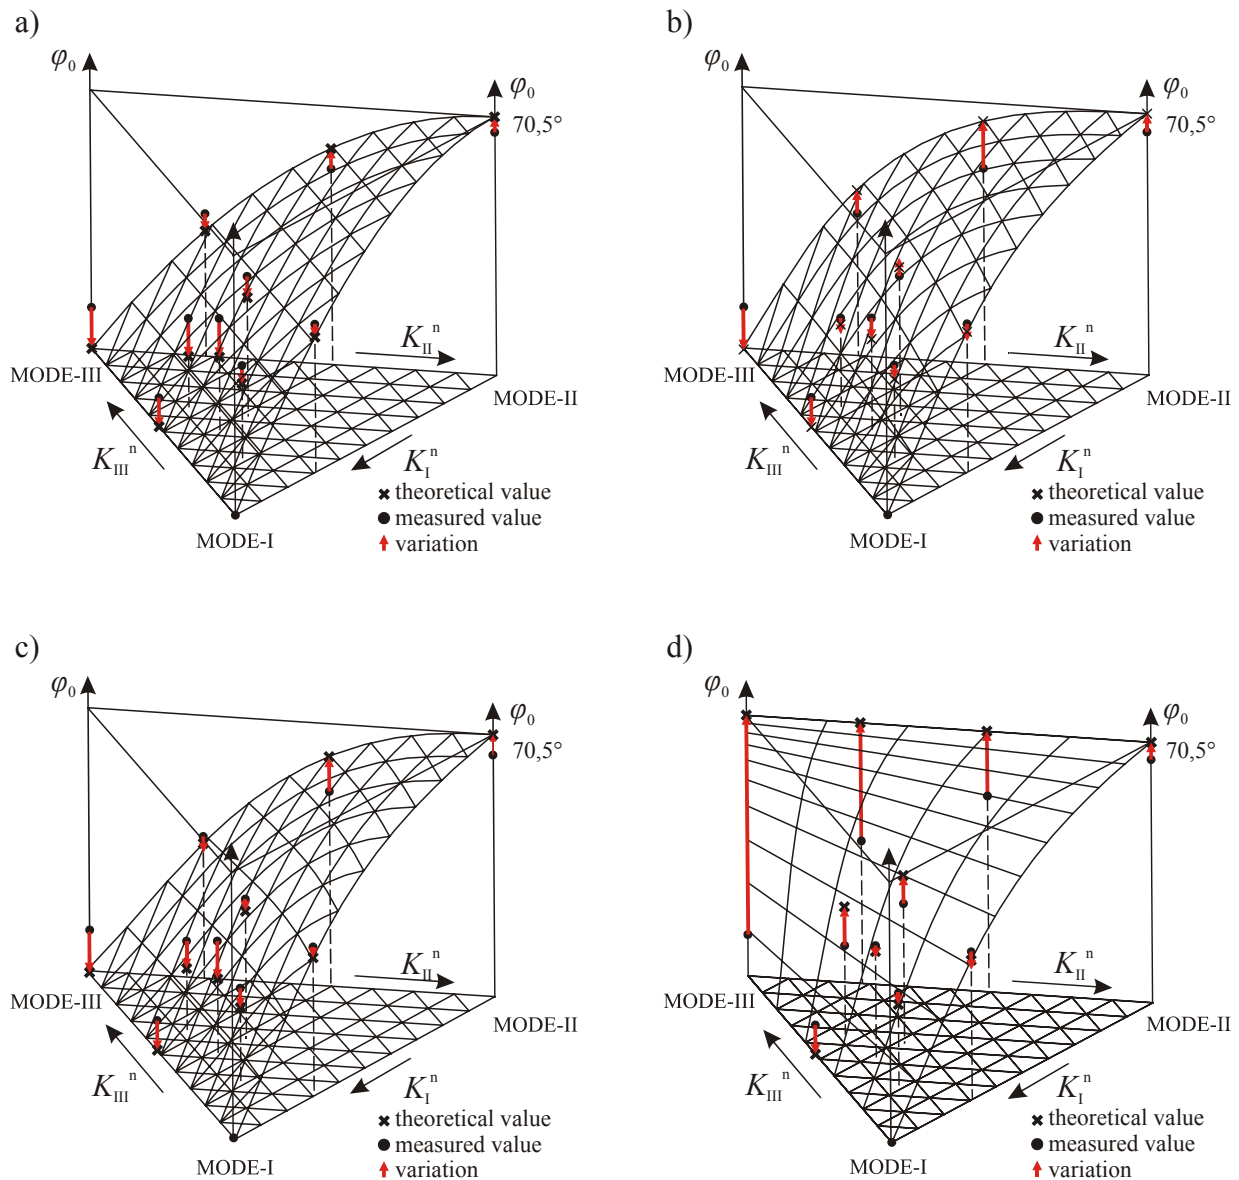 a)
φ₀
φ₀
70,5°
MODE-III
K_II^n
MODE-II
K_III^n
K_I^n
theoretical value
measured value
variation
MODE-I
b)
φ₀
φ₀
70,5°
MODE-III
K_II^n
MODE-II
K_III^n
K_I^n
theoretical value
measured value
variation
MODE-I
c)
φ₀
φ₀
70,5°
MODE-III
K_II^n
MODE-II
K_III^n
K_I^n
theoretical value
measured value
variation
MODE-I
d)
φ₀
φ₀
70,5°
MODE-III
K_II^n
MODE-II
K_III^n
K_I^n
theoretical value
measured value
variation
MODE-I